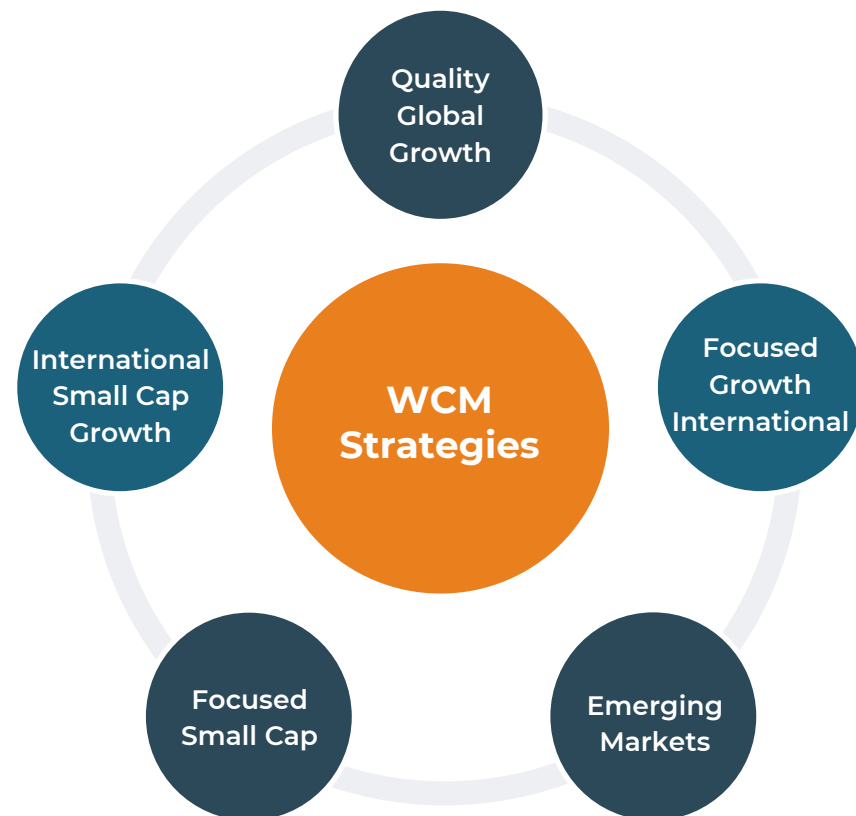 Quality
Global
Growth
International
Small Cap
Growth
WCM
Strategies
Focused
Growth
International
Focused
Small Cap
Emerging
Markets